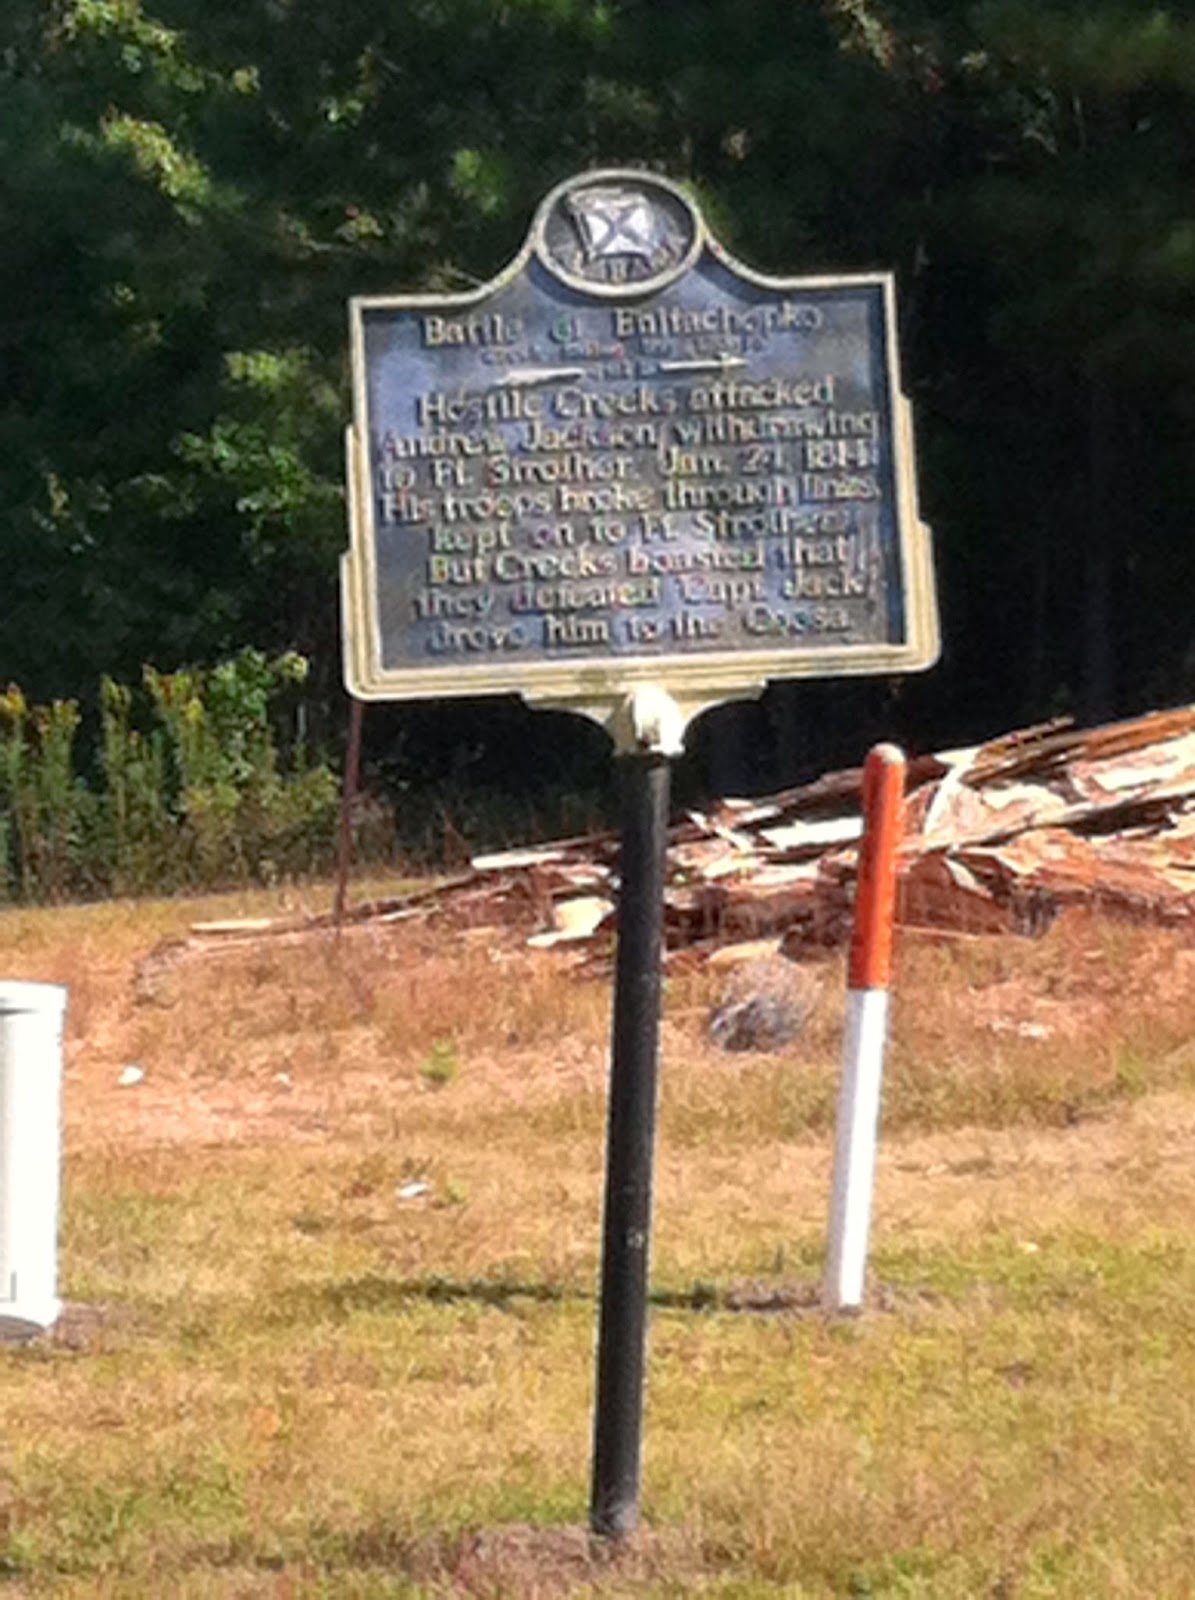 Battle of Enitachopko
Hostile Creeks attacked
Andrew Jackson, withdrawing
to Ft. Strother, Jan. 24, 1814.
His troops broke through lines,
kept on to Ft. Strother.
But Creeks boasted that
they defeated "Capt. Jack,"
drove him to the Coosa.